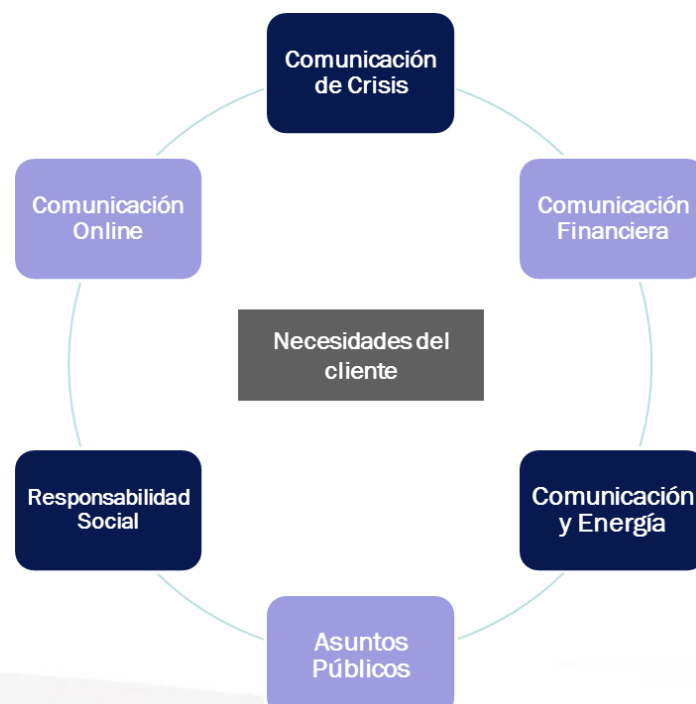 Comunicación
de Crisis
Comunicación
Online
Comunicación
Financiera
Necesidades del
cliente
Responsabilidad
Social
Comunicación
y Energía
Asuntos
Públicos